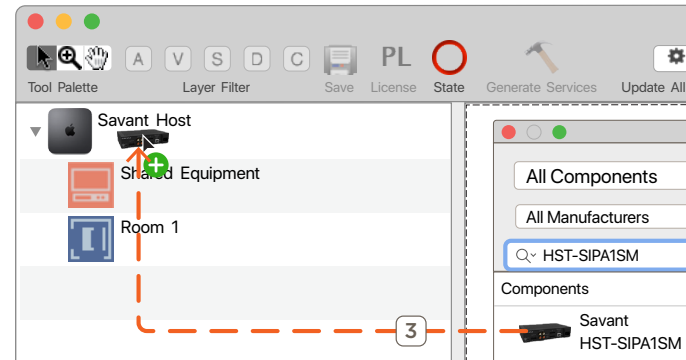 A V S D C PL
Tool Palette Layer Filter Save License State Generate Services Update All
Savant Host
Shared Equipment
Room 1
All Components
All Manufacturers
HST-SIPA1SM
Components
Savant
HST-SIPA1SM
3